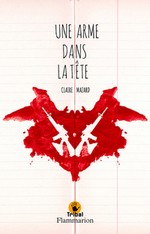 UNE ARME
DANS
LA TÊTE
CLAIRE MAZARD
Tribal
Flammarion